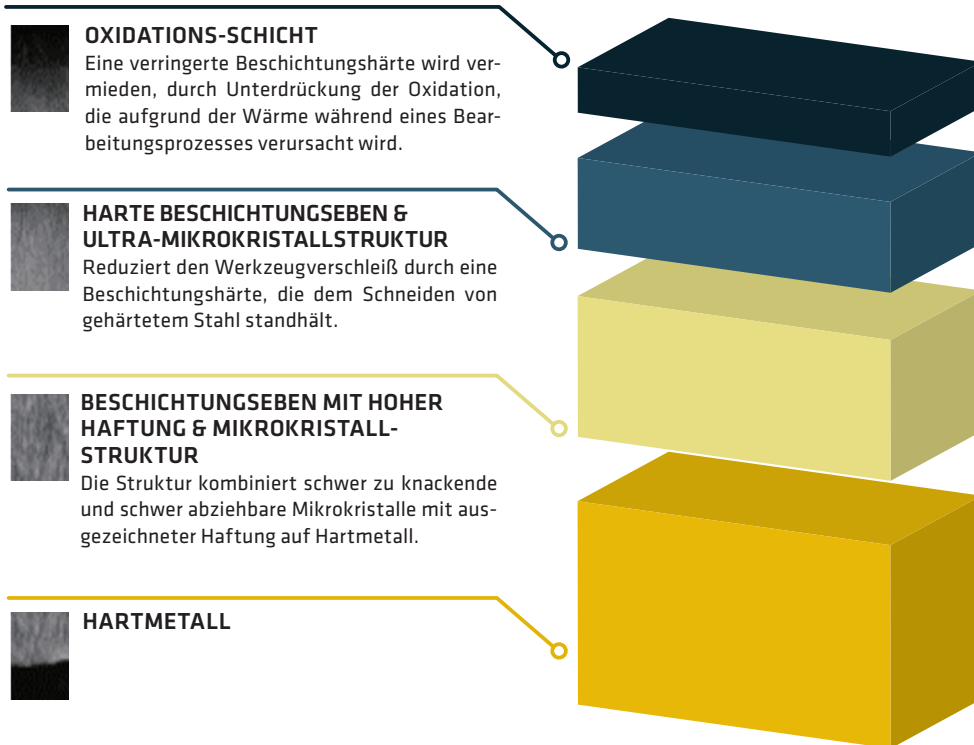 OXIDATIONS-SCHICHT
Eine verringerte Beschichtungshärte wird ver-
mieden, durch Unterdrückung der Oxidation,
die aufgrund der Wärme während eines Bear-
beitungsprozesses verursacht wird.
HARTE BESCHICHTUNGSEBEN &
ULTRA-MIKROKRISTALLSTRUKTUR
Reduziert den Werkzeugverschleiß durch eine
Beschichtungshärte, die dem Schneiden von
gehärtetem Stahl standhält.
BESCHICHTUNGSEBEN MIT HOHER
HAFTUNG & MIKROKRISTALL-
STRUKTUR
Die Struktur kombiniert schwer zu knackende
und schwer abziehbare Mikrokristalle mit aus-
gezeichneter Haftung auf Hartmetall.
HARTMETALL